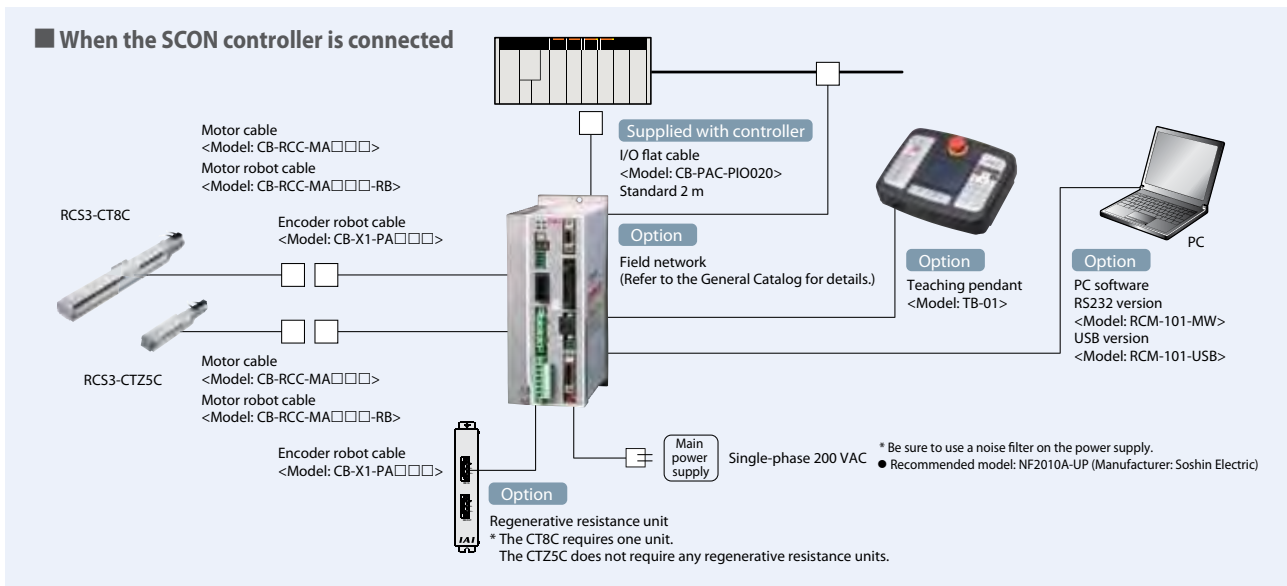 ■ When the SCON controller is connected
Motor cable
<Model: CB-RCC-MA□□□>
Motor robot cable
<Model: CB-RCC-MA□□□-RB>
Supplied with controller
I/O flat cable
<Model: CB-PAC-PIO020>
Standard 2 m
RCS3-CT8C
Encoder robot cable
<Model: CB-X1-PA□□□>
Option
Field network
(Refer to the General Catalog for details.)
PC
Option
Teaching pendant
<Model: TB-01>
Option
PC software
RS232 version
<Model: RCM-101-MW>
USB version
<Model: RCM-101-USB>
RCS3-CTZ5C
Motor cable
<Model: CB-RCC-MA□□□>
Motor robot cable
<Model: CB-RCC-MA□□□-RB>
Encoder robot cable
<Model: CB-X1-PA□□□>
Main
power
supply
Single-phase 200 VAC
* Be sure to use a noise filter on the power supply.
● Recommended model: NF2010A-UP (Manufacturer: Soshin Electric)
IAI
Option
Regenerative resistance unit
* The CT8C requires one unit.
The CTZ5C does not require any regenerative resistance units.